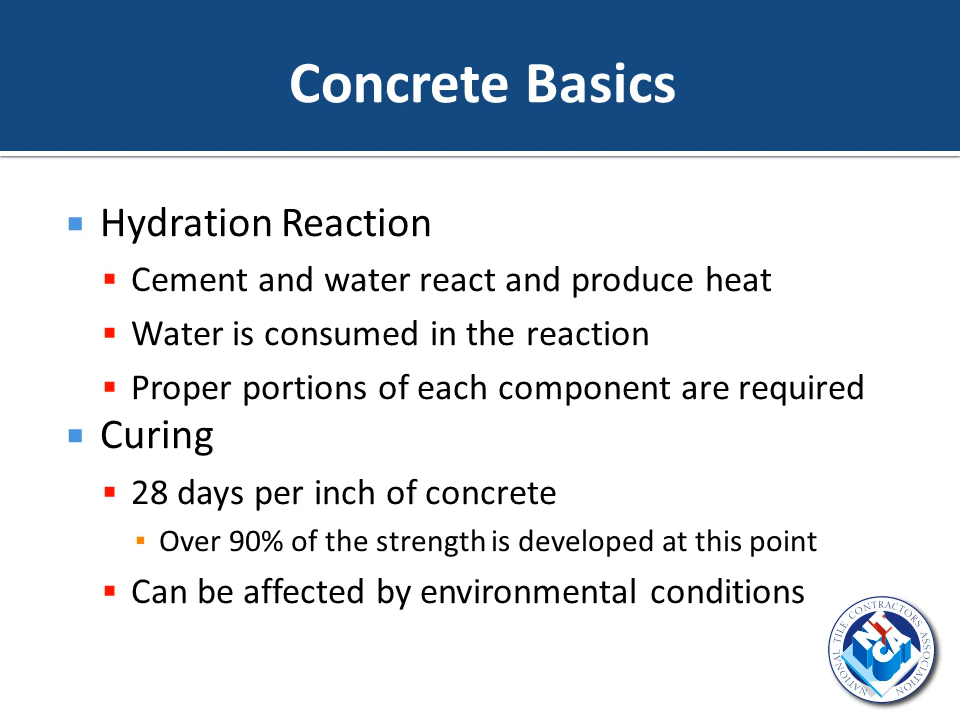 Concrete Basics
Hydration Reaction
Cement and water react and produce heat
Water is consumed in the reaction
Proper portions of each component are required
Curing
28 days per inch of concrete
Over 90% of the strength is developed at this point
Can be affected by environmental conditions
NATIONAL TILE CONTRACTORS ASSOCIATION
NTCA